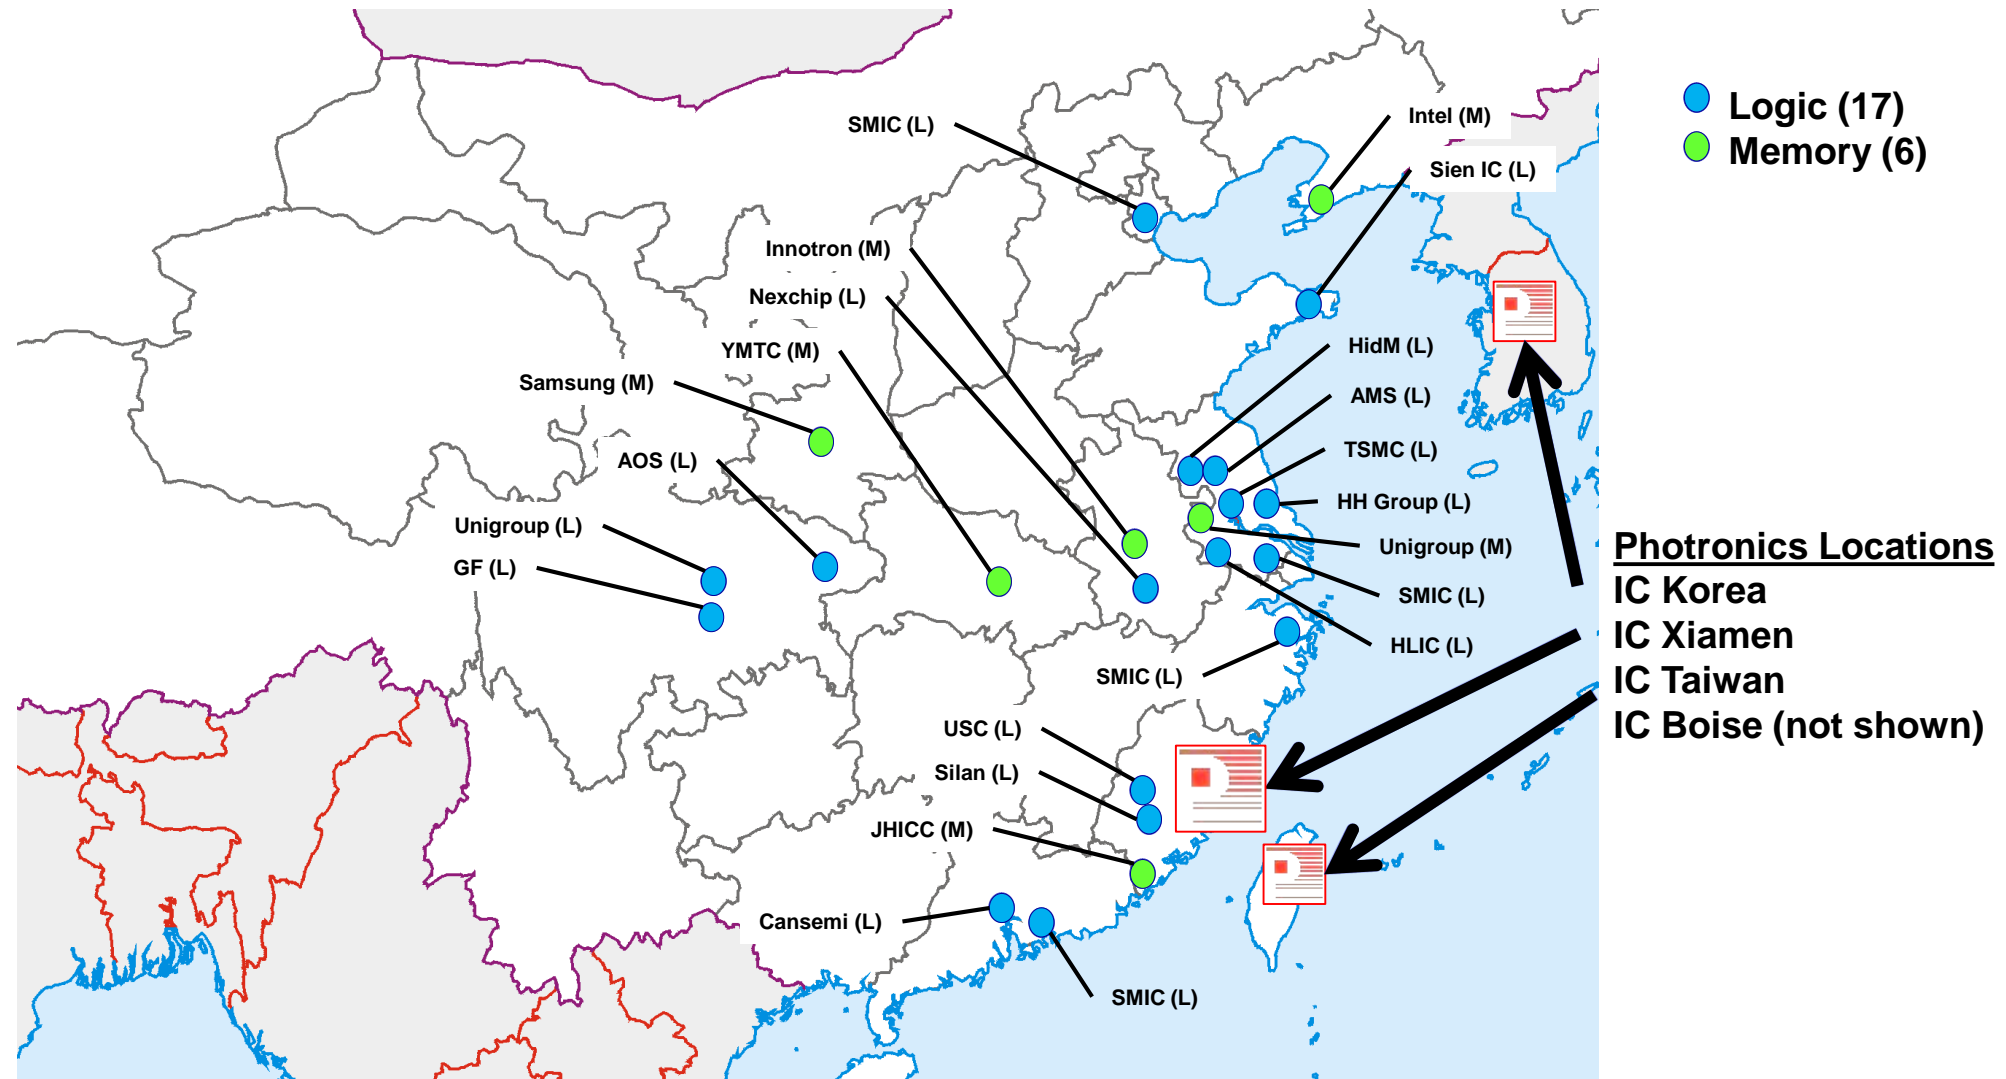 Logic (17)
Memory (6)
SMIC (L)
Intel (M)
Sien IC (L)
Innotron (M)
Nexchip (L)
YMTC (M)
HidM (L)
Samsung (M)
AMS (L)
AOS (L)
TSMC (L)
HH Group (L)
Unigroup (L)
Unigroup (M)
GF (L)
SMIC (L)
HLIC (L)
SMIC (L)
USC (L)
Silan (L)
JHICC (M)
Cansemi (L)
SMIC (L)
Photronics Locations
IC Korea
IC Xiamen
IC Taiwan
IC Boise (not shown)